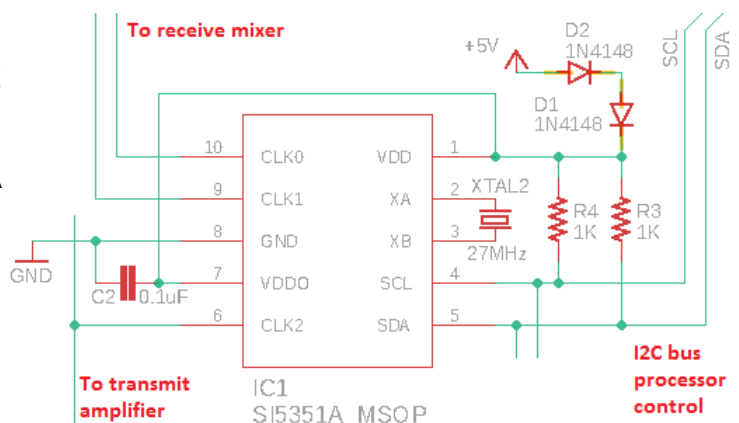 To receive mixer
D2
1N4148
+5V
SCL
SDA
D1
1N4148
10
CLK0
VDD
1
9
CLK1
XA
2
XTAL2
8
GND
XB
3
27MHz
R4
1K
R3
1K
GND
C2
0.1uF
7
VDDO
SCL
4
6
CLK2
SDA
5
To transmit
amplifier
IC1
SI5351A MSOP
I2C bus
processor
control